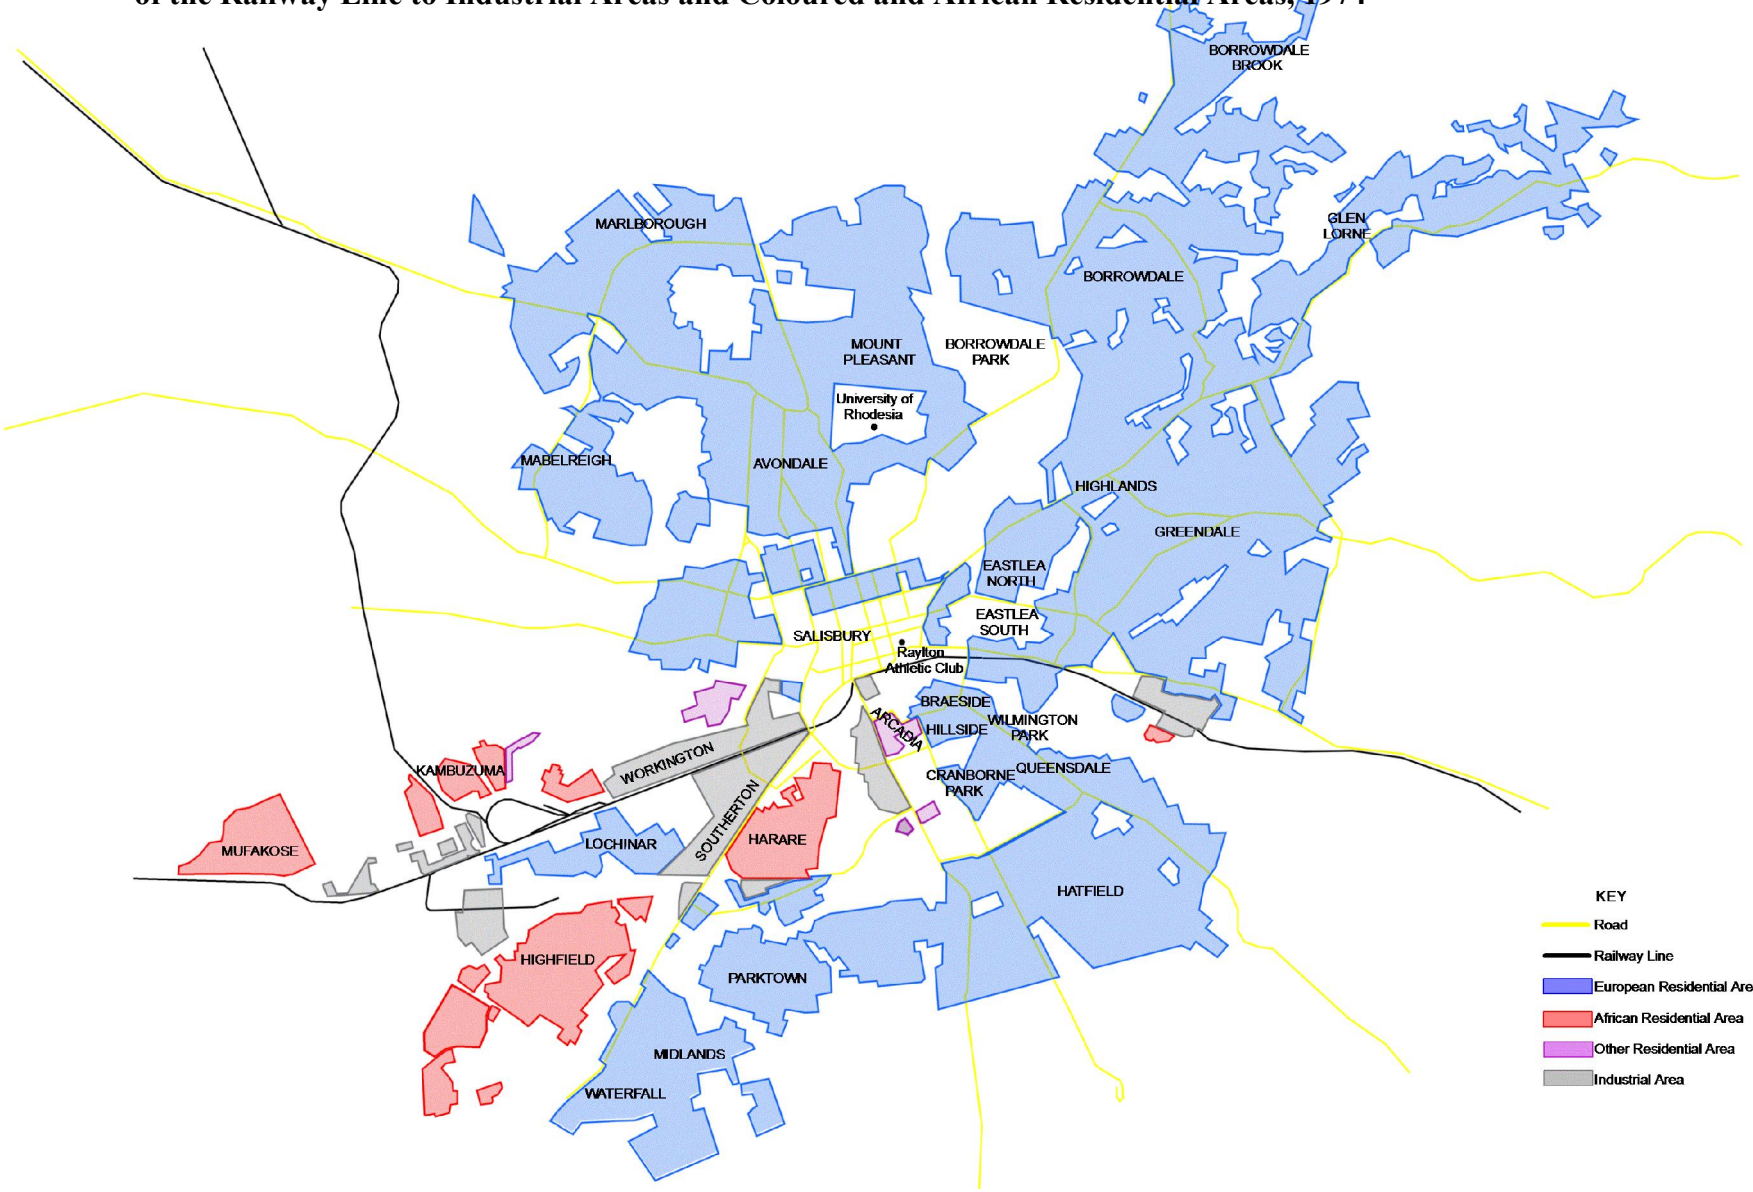 of the Railway Line to Industrial Areas and Coloured and African Residential Areas, 1974
BORROWDALE
BROOK
MARLBOROUGH
GLEN
LORNE
BORROWDALE
MOUNT
PLEASANT
BORROWDALE
PARK
University of
Rhodesia
MABELREIGH
AVONDALE
HIGHLANDS
GREENDALE
EASTLEA
NORTH
EASTLEA
SOUTH
SALISBURY
Raylton
Athletic Club
BRAESIDE
ARCADIA
HILLSIDE
WILMINGTON
PARK
WORKINGTON
KAMBUZUMA
CRANBORNE
PARK
QUEENSDALE
SOUTHERTON
HARARE
LOCHINAR
MUFAKOSE
HATFIELD
HIGHFIELD
PARKTOWN
MIDLANDS
WATERFALL
KEY
Road
Railway Line
European Residential Are
African Residential Area
Other Residential Area
Industrial Area